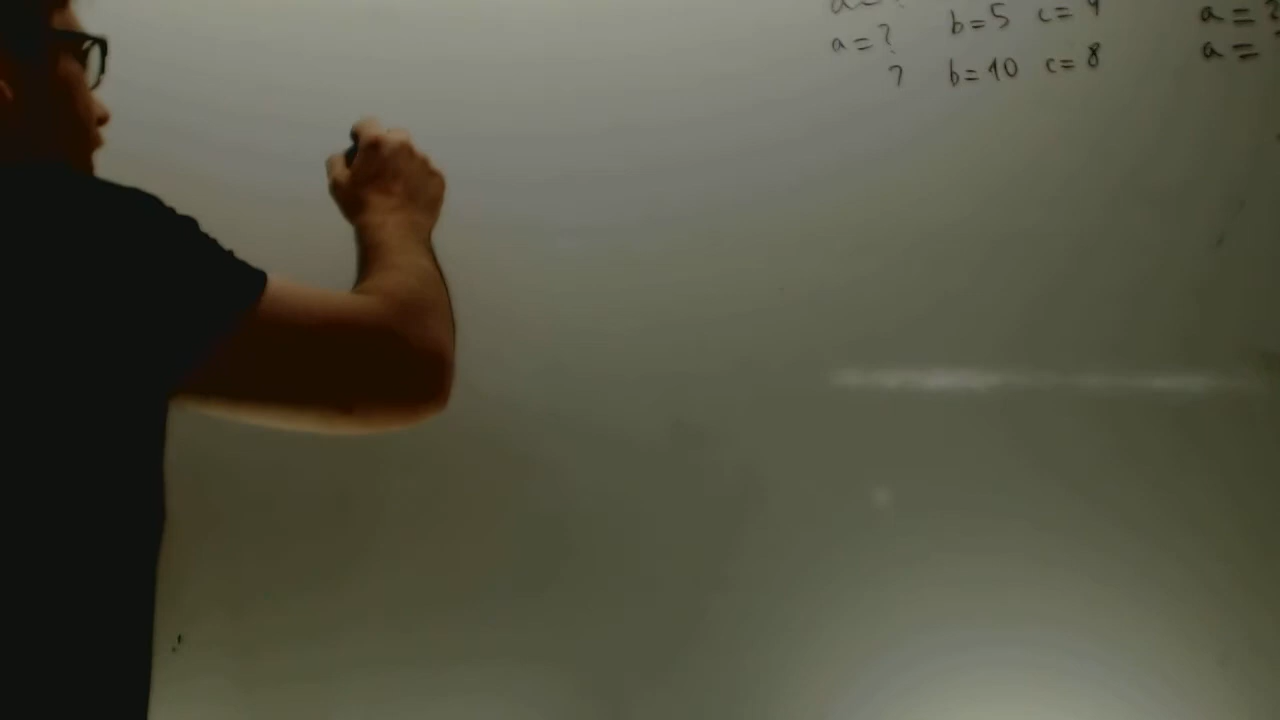 a = ?
b=5 c=4
a = ?
? b=10 c=8
a =
a =